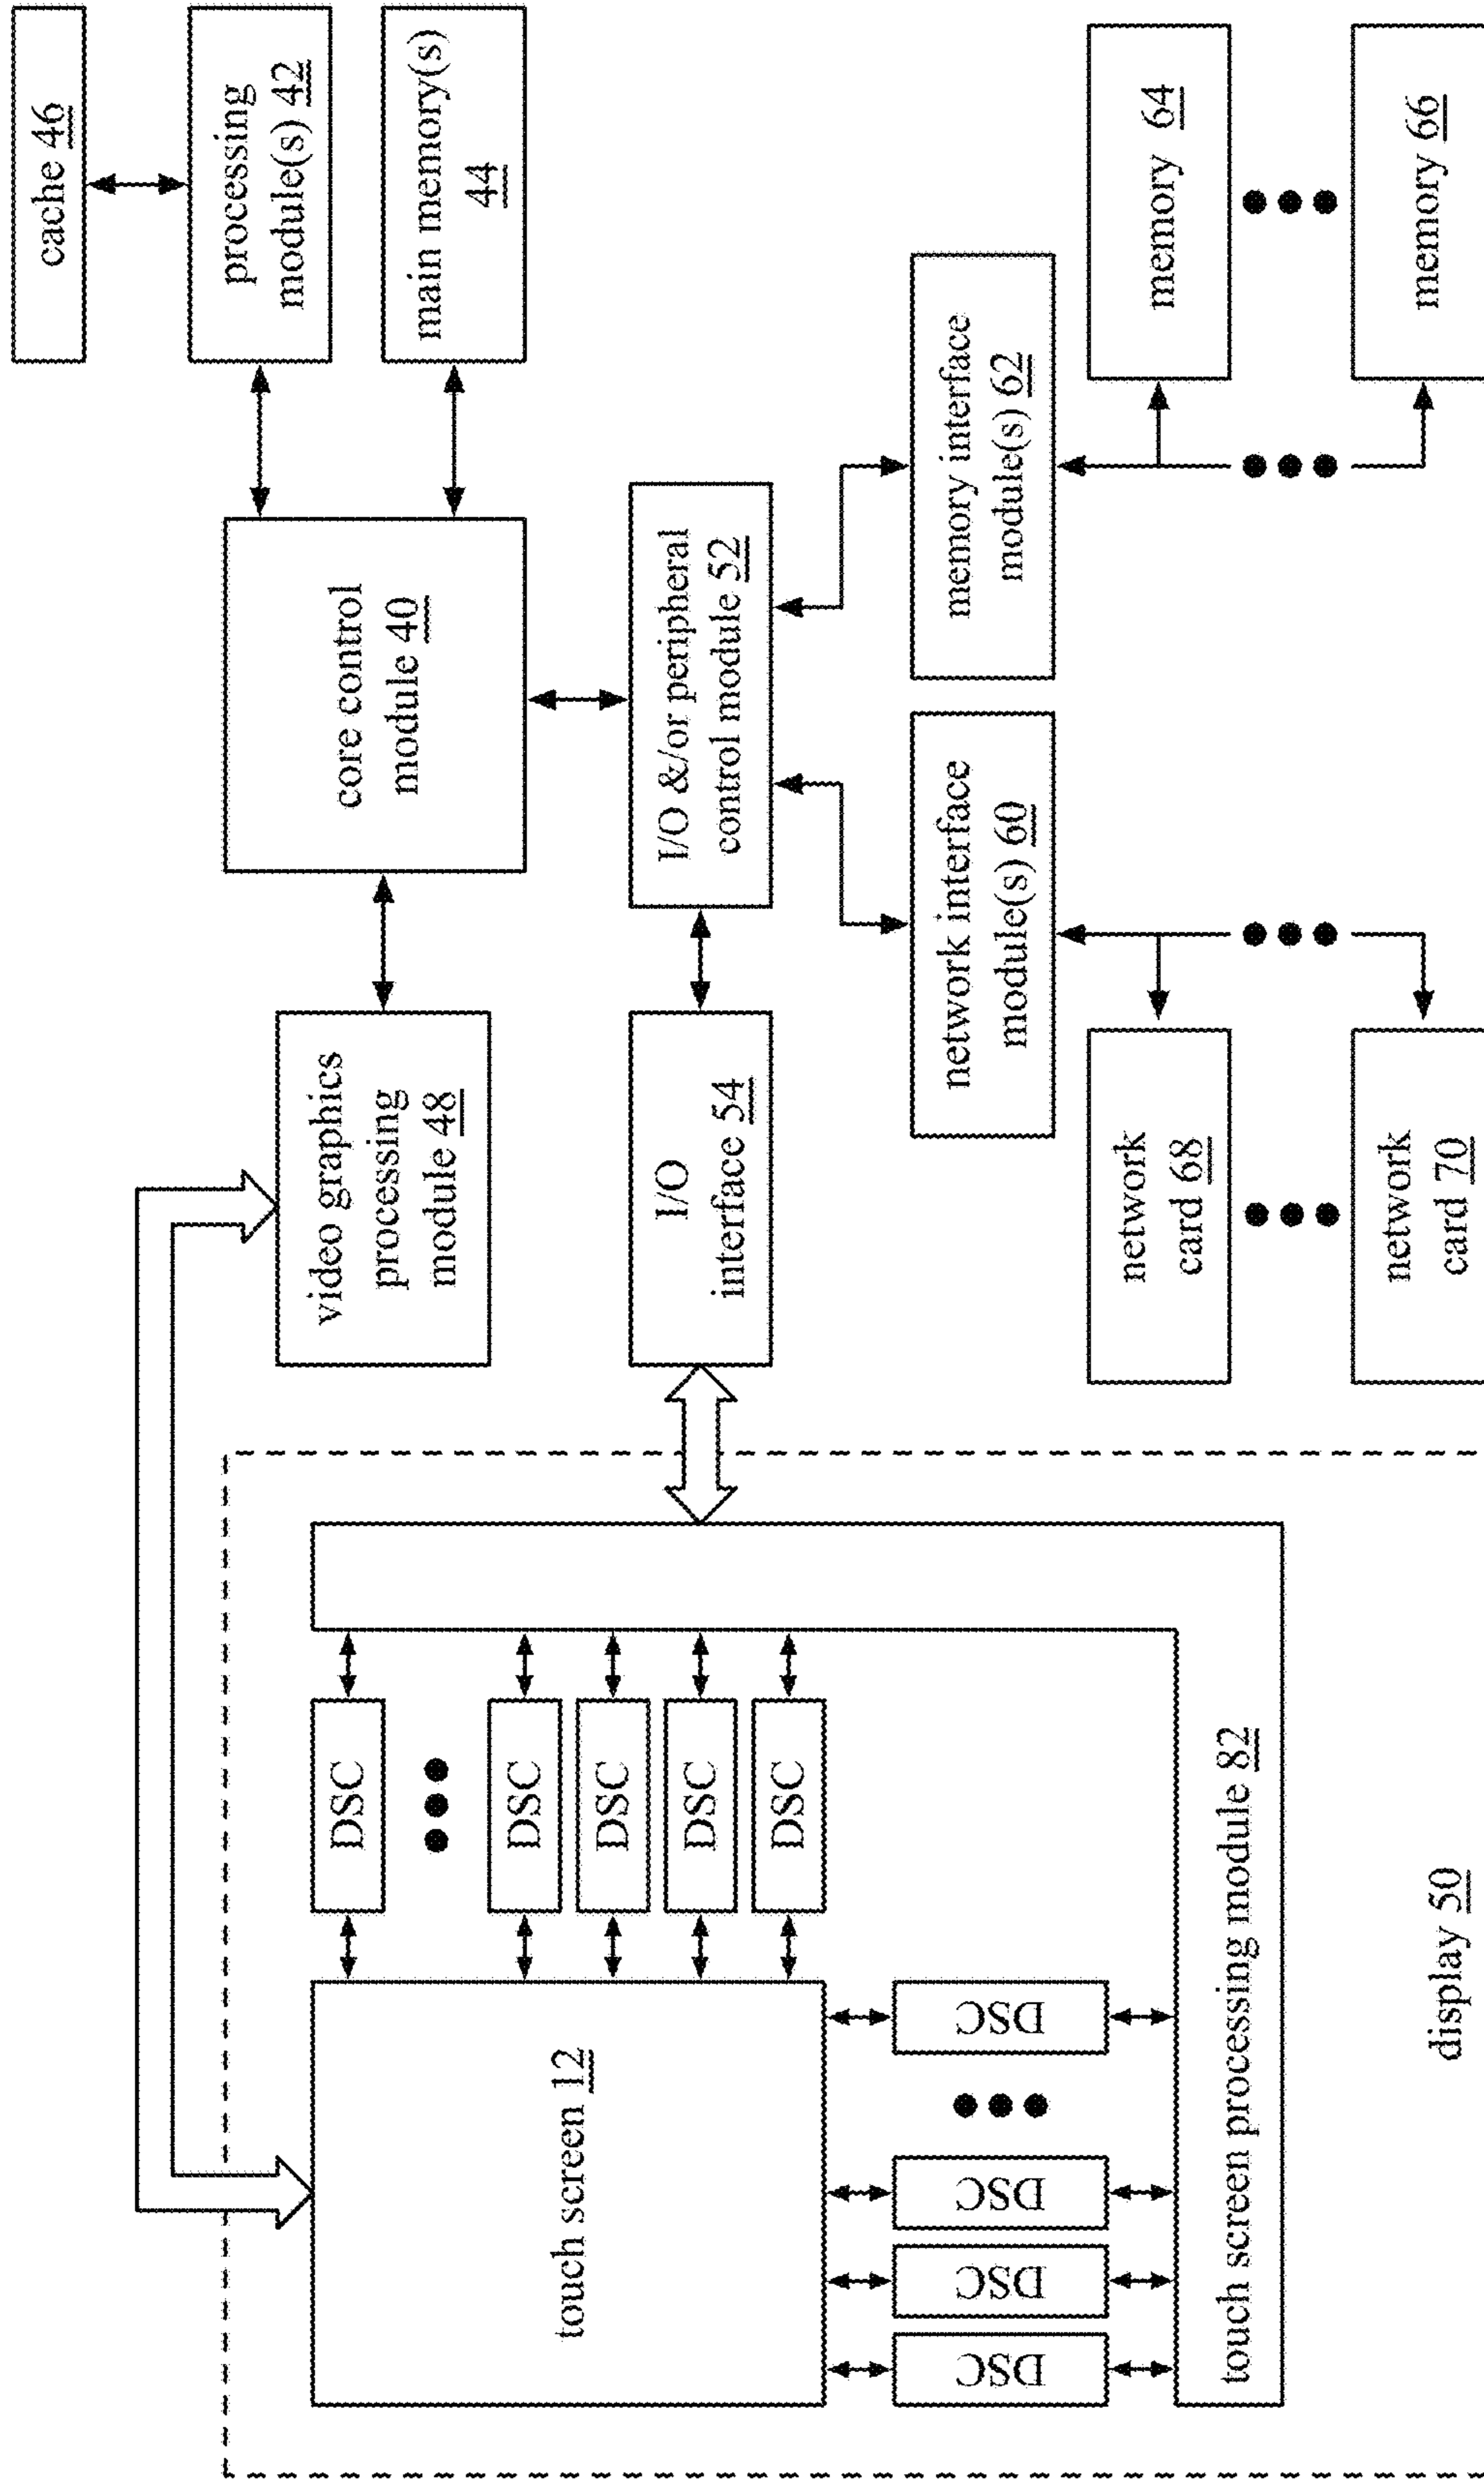 cache 46
processing
module(s) 42
main memory(s)
44
core control
module 40
video graphics
processing
module 48
I/O &/or peripheral
control module 52
I/O
interface 54
memory interface
module(s) 62
network interface
module(s) 60
memory 64
memory 66
network
card 68
network
card 70
touch screen 12
DSC
DSC
DSC
DSC
DSC
DSC
DSC
DSC
DSC
touch screen processing module 82
display 50